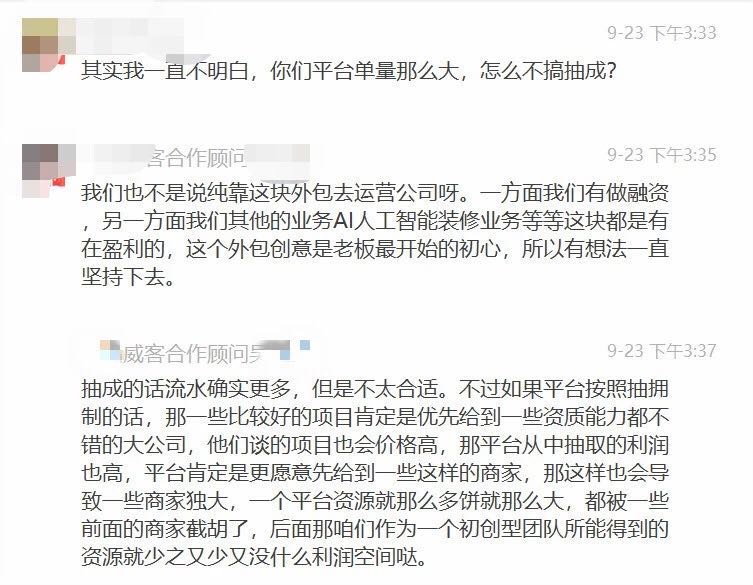 9-23 下午3:33
其实我一直不明白，你们平台单量那么大，怎么不搞抽成？
客合作顾问
9-23 下午3:35
我们也不是说纯靠这块外包去运营公司呀。一方面我们有做融资
，另一方面我们其他的业务AI人工智能装修业务等等这块都是有
在盈利的，这个外包创意是老板最开始的初心，所以有想法一直
坚持下去。
威客合作顾问
9-23 下午3:37
抽成的话流水确实更多，但是不太合适。不过如果平台按照抽拥
制的话，那一些比较好的项目肯定是优先给到一些资质能力都不
错的大公司，他们谈的项目也会价格高，那平台从中抽取的利润
也高，平台肯定是更愿意先给到一些这样的商家，那这样也会导
致一些商家独大，一个平台资源就那么多饼就那么大，都被一些
前面的商家截胡了，后面那咱们作为一个初创型团队所能得到的
资源就少之又少又没什么利润空间哒。